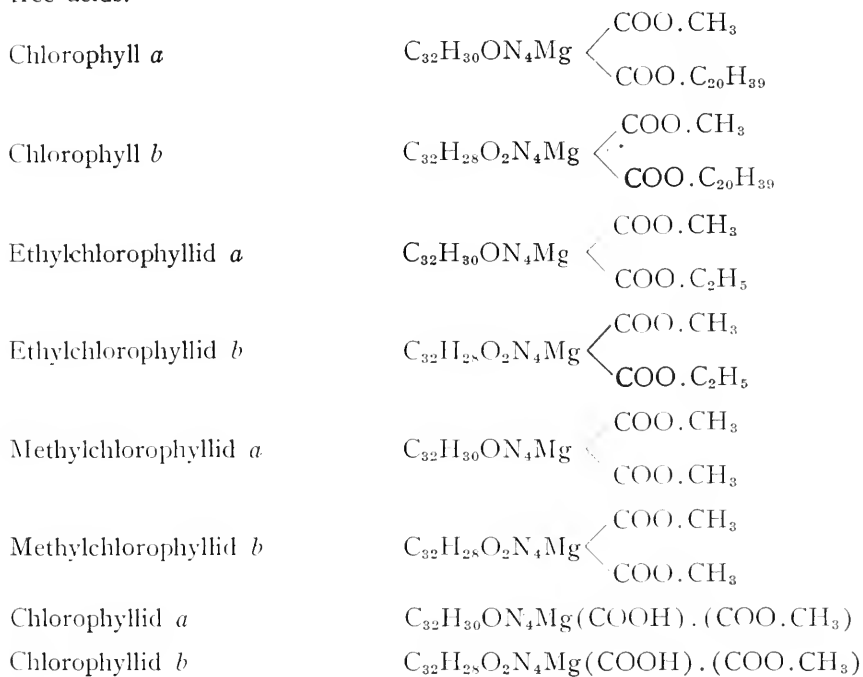 Chlorophyll a C₃₂H₃₀ON₄Mg COO.CH₃
COO.C₂₀H₃₉
Chlorophyll b C₃₂H₂₈O₂N₄Mg COO.CH₃
COO.C₂₀H₃₉
Ethylchlorophyllid a C₃₂H₃₀ON₄Mg COO.CH₃
COO.C₂H₅
Ethylchlorophyllid b C₃₂H₂₈O₂N₄Mg COO.CH₃
COO.C₂H₅
Methylchlorophyllid a C₃₂H₃₀ON₄Mg COO.CH₃
COO.CH₃
Methylchlorophyllid b C₃₂H₂₈O₂N₄Mg COO.CH₃
COO.CH₃
Chlorophyllid a C₃₂H₃₀ON₄Mg(COOH).(COO.CH₃)
Chlorophyllid b C₃₂H₂₈O₂N₄Mg(COOH).(COO.CH₃)